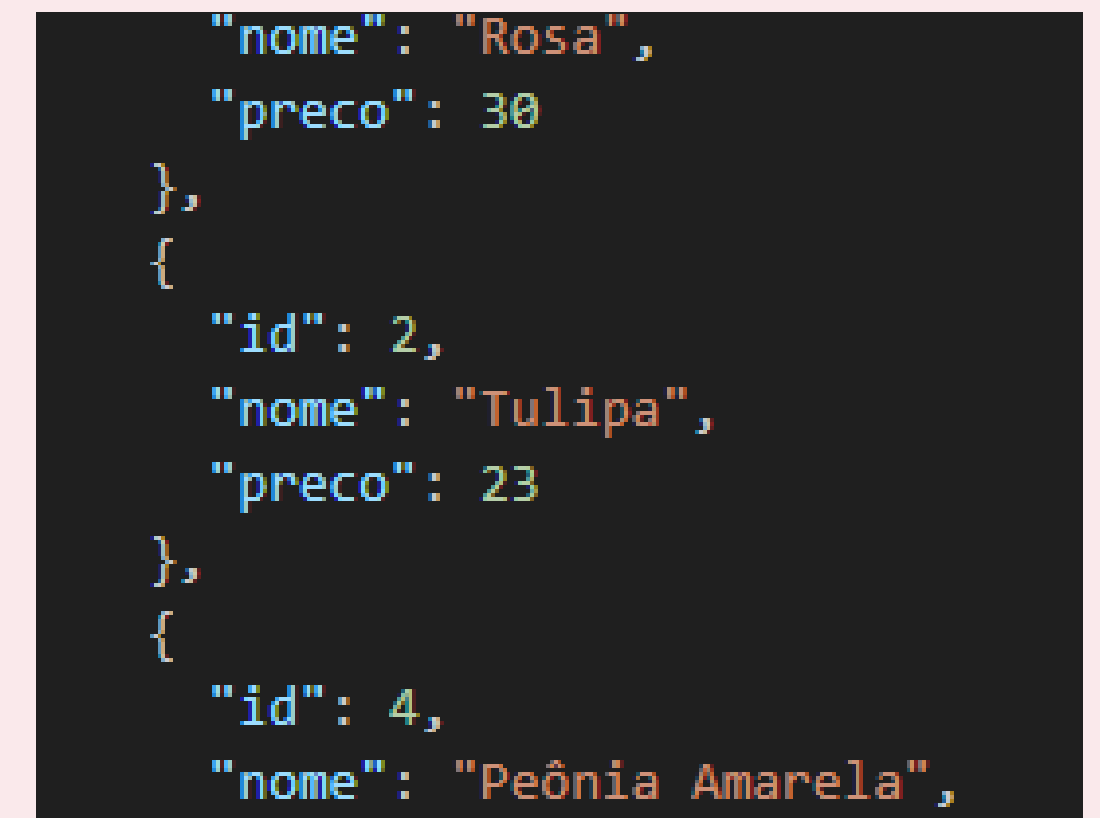 "nome": "Rosa",
"preco": 30
},
{
"id": 2,
"nome": "Tulipa",
"preco": 23
},
{
"id": 4,
"nome": "Peônia Amarela",